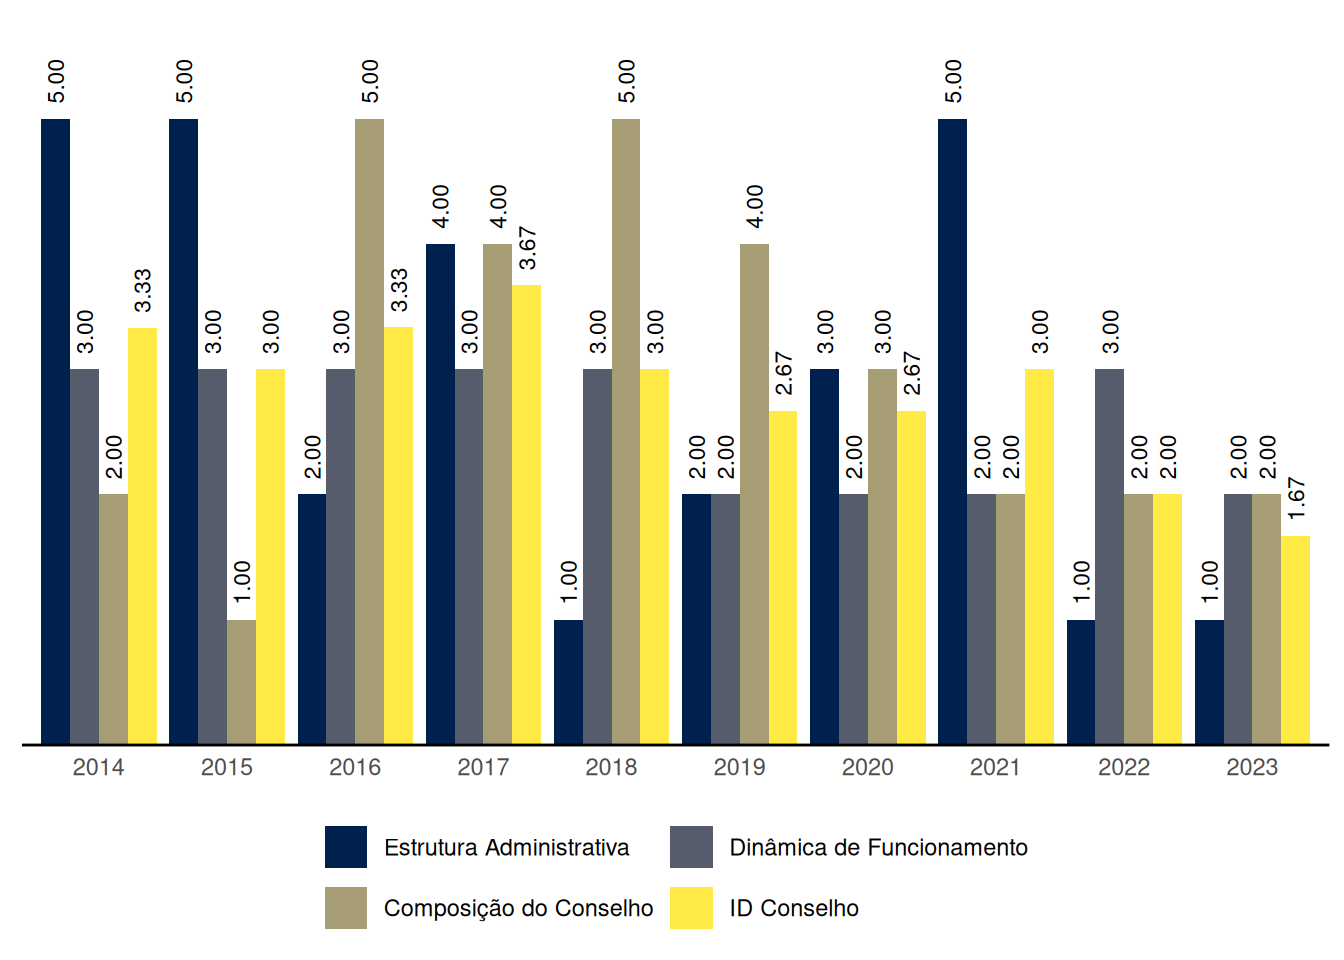 5.00 3.00 2.00 3.33 5.00 3.00 1.00 3.00 2.00 3.00 5.00 3.33 4.00 3.00 4.00 3.67 1.00 3.00 5.00 3.00 2.00 2.00 4.00 2.67 3.00 2.00 3.00 2.67 5.00 2.00 2.00 3.00 1.00 3.00 2.00 2.00 1.00 2.00 2.00 1.67
2014 2015 2016 2017 2018 2019 2020 2021 2022 2023
Estrutura Administrativa Dinâmica de Funcionamento
Composição do Conselho ID Conselho